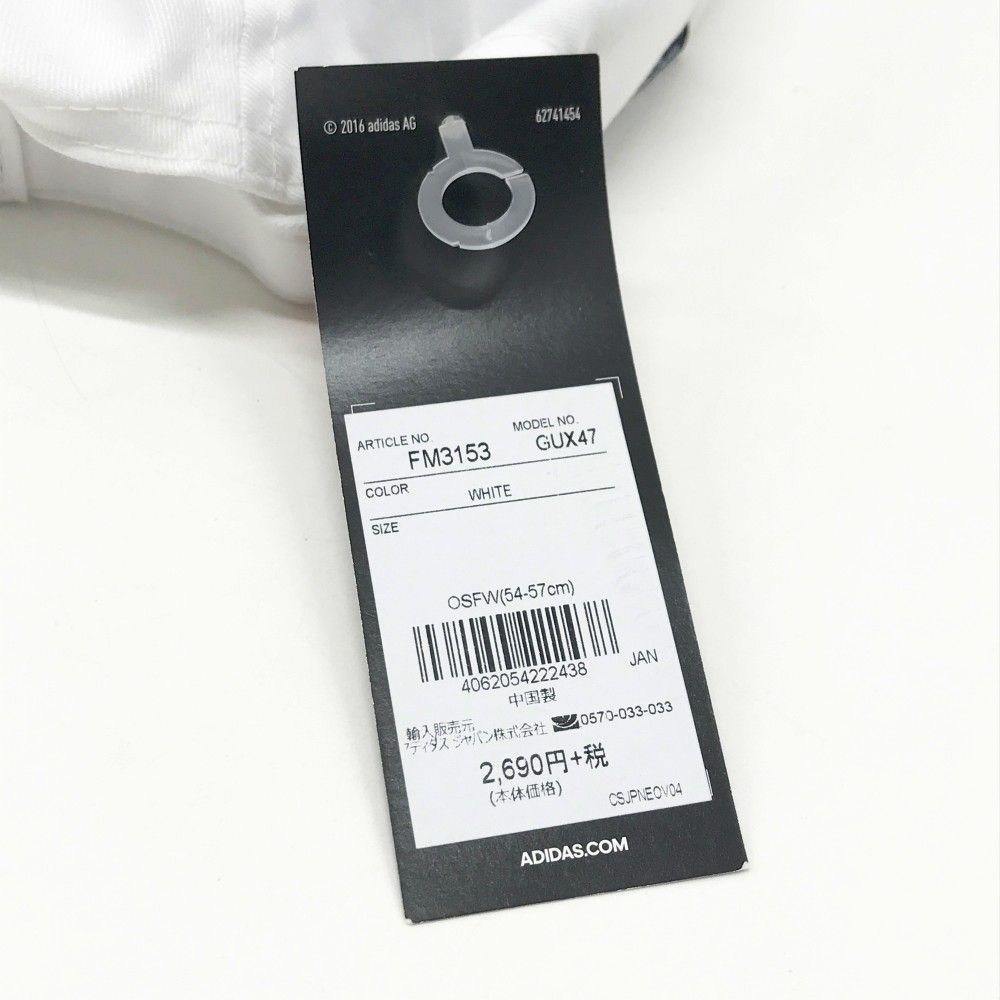 © 2016 adidas AG 62741454
ARTICLE NO. MODEL NO.
FM3153 GUX47
COLOR WHITE
SIZE
OSFW(54-57cm)
4062054222438 JAN
中国製
輸入販売元
アディダス ジャパン株式会社 0570-033-033
2,690円+税
(本体価格) CSJPNEOV04
ADIDAS.COM